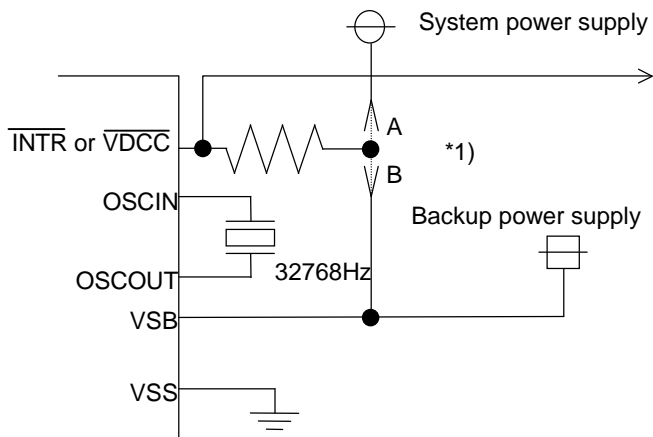 System power supply
A
INTR or VDCC
*1)
B
OSCIN
Backup power supply
OSCOUT
32768Hz
VSB
VSS